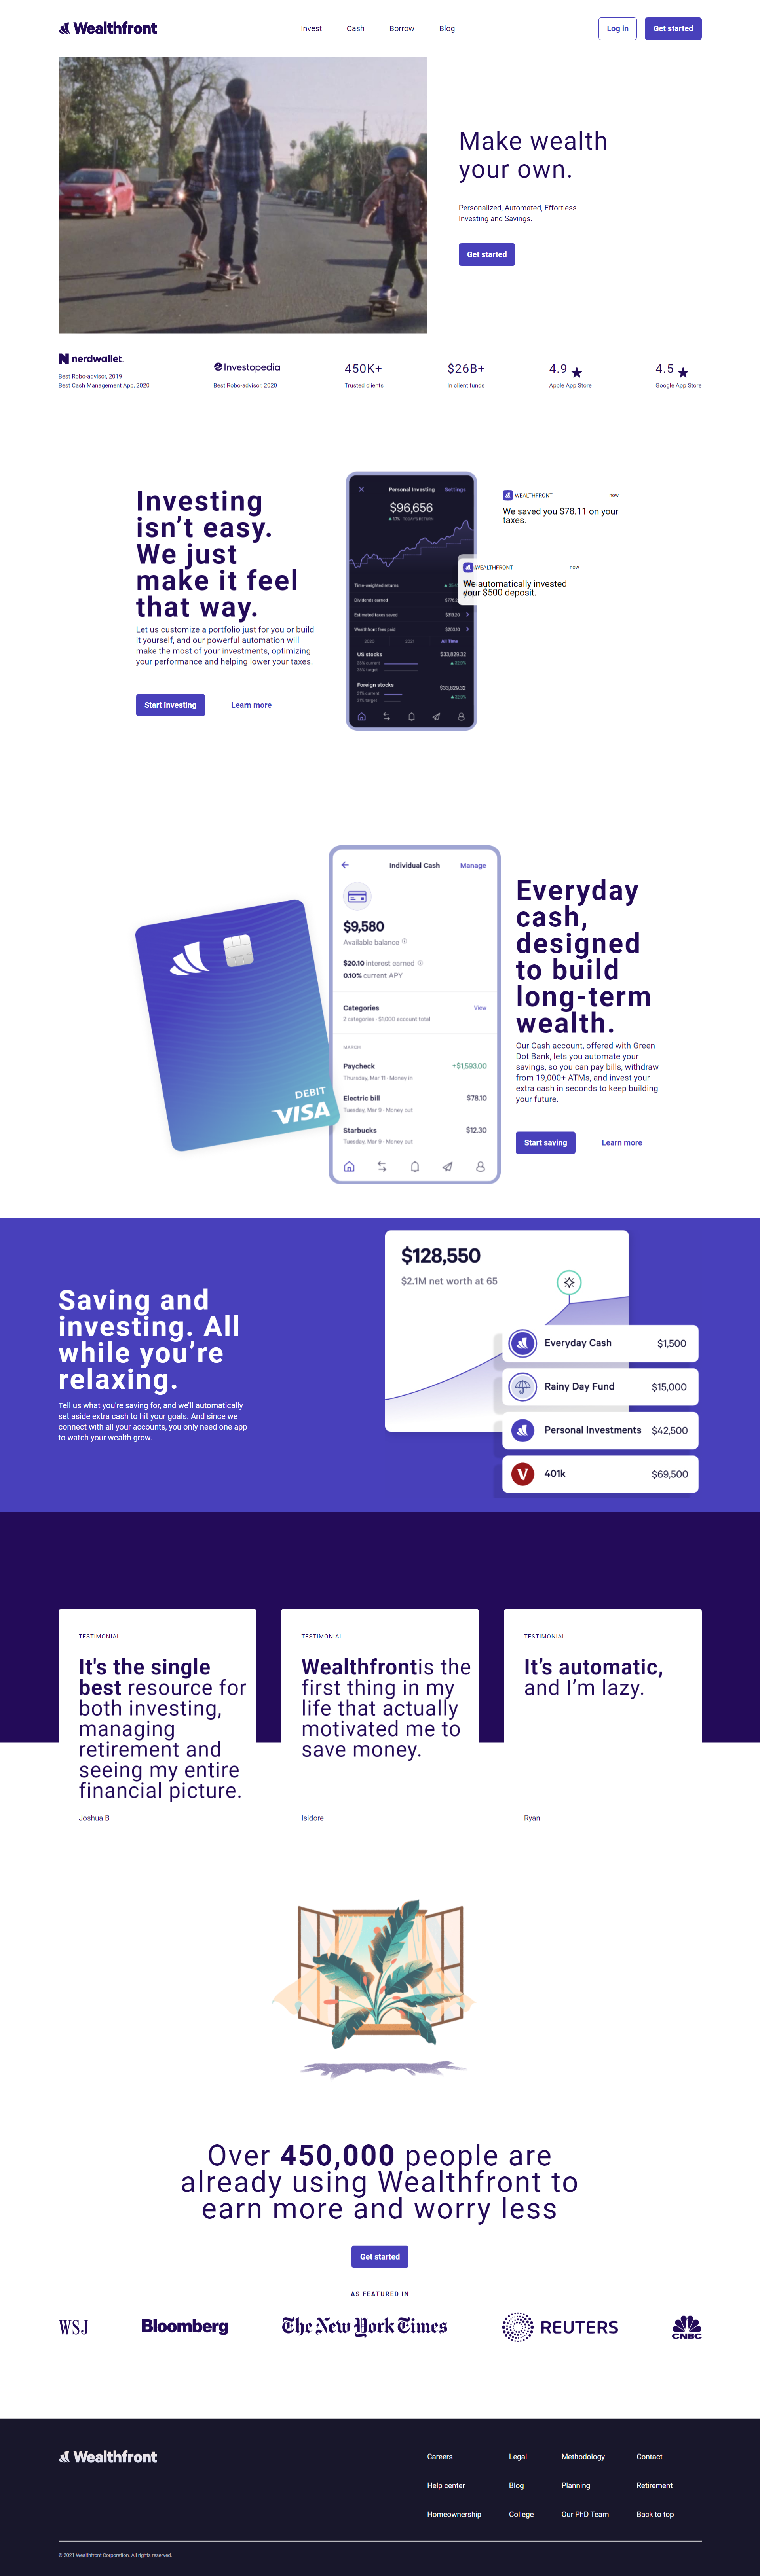 Wealthfront
Invest
Cash
Borrow
Blog
Log in
Get started
Make wealth
your own.
Personalized, Automated, Effortless
Investing and Savings.
Get started
nerdwallet
Best Robo-advisor, 2019
Best Cash Management App, 2020
Investopedia
Best Robo-advisor, 2020
450K+
Trusted clients
$26B+
In client funds
4.9
Apple App Store
4.5
Google App Store
Investing
isn’t easy.
We just
make it feel
that way.
Let us customize a portfolio just for you or build
it yourself, and our powerful automation will
make the most of your investments, optimizing
your performance and helping lower your taxes.
Start investing
Learn more
Personal Investing
Settings
$96,656
TODAY'S RETURN
Time-weighted returns
Dividends earned
Estimated taxes saved
Wealthfront fees paid
2020
2021
All Time
US stocks
$33,829.32
Foreign stocks
$33,829.32
WEALTHFRONT
now
We saved you $78.11 on your
taxes.
WEALTHFRONT
now
We automatically invested
your $500 deposit.
Individual Cash
Manage
$9,580
Available balance
$20.10 interest earned
0.10% current APY
Categories
View
2 categories · $1,000 account total
MARCH
Paycheck
+$1,593.00
Thursday, Mar 11 · Money in
Electric bill
$78.10
Tuesday, Mar 9 · Money out
Starbucks
$12.30
Tuesday, Mar 9 · Money out
DEBIT
VISA
Everyday
cash,
designed
to build
long-term
wealth.
Our Cash account, offered with Green
Dot Bank, lets you automate your
savings, so you can pay bills, withdraw
from 19,000+ ATMs, and invest your
extra cash in seconds to keep building
your future.
Start saving
Learn more
Saving and
investing. All
while you’re
relaxing.
Tell us what you’re saving for, and we’ll automatically
set aside extra cash to hit your goals. And since we
connect with all your accounts, you only need one app
to watch your wealth grow.
$128,550
$2.1M net worth at 65
Everyday Cash
$1,500
Rainy Day Fund
$15,000
Personal Investments
$42,500
V
401k
$69,500
TESTIMONIAL
It's the single
best resource for
both investing,
managing
retirement and
seeing my entire
financial picture.
Joshua B
TESTIMONIAL
Wealthfrontis the
first thing in my
life that actually
motivated me to
save money.
Isidore
TESTIMONIAL
It’s automatic,
and I’m lazy.
Ryan
Over 450,000 people are
already using Wealthfront to
earn more and worry less
Get started
AS FEATURED IN
WSJ
Bloomberg
The New York Times
REUTERS
CNBC
Wealthfront
Careers
Legal
Methodology
Contact
Help center
Blog
Planning
Retirement
Homeownership
College
Our PhD Team
Back to top
© 2021 Wealthfront Corporation. All rights reserved.